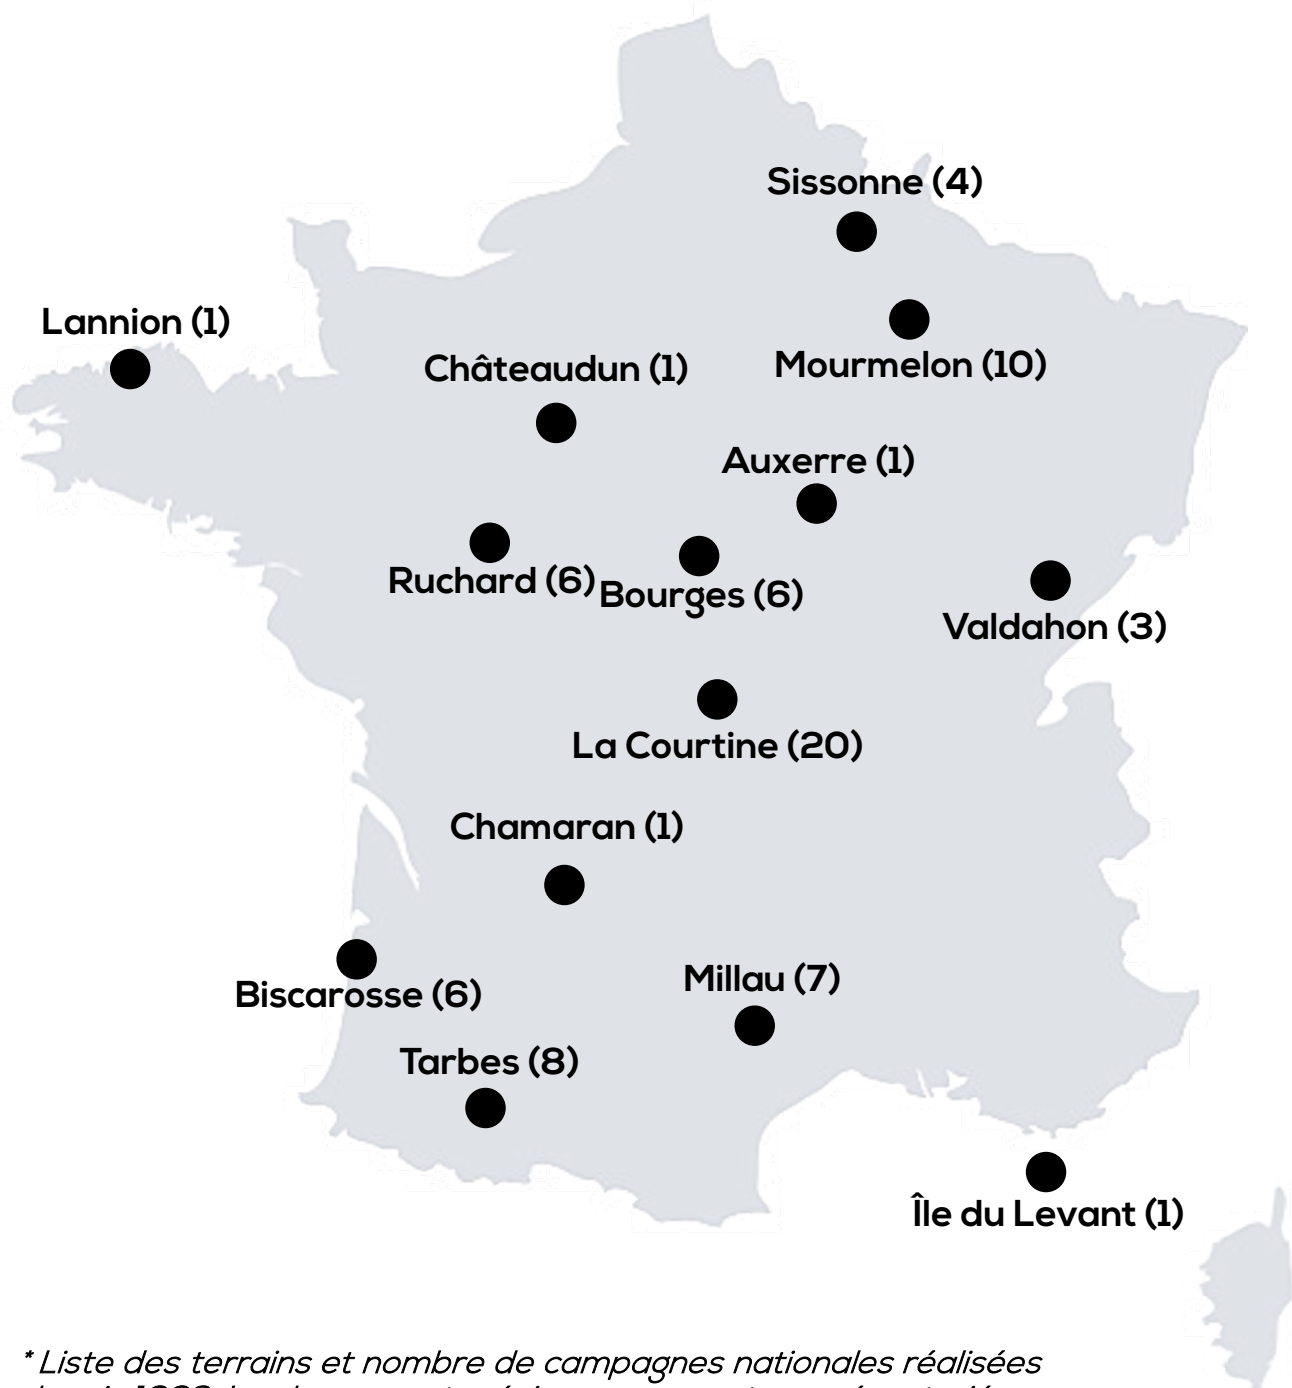 Sissonne (4)
Lannion (1)
Châteaudun (1)
Mourmelon (10)
Auxerre (1)
Ruchard (6)
Bourges (6)
Valdahon (3)
La Courtine (20)
Chamaran (1)
Biscarosse (6)
Millau (7)
Tarbes (8)
Île du Levant (1)
* Liste des terrains et nombre de campagnes nationales réalisées